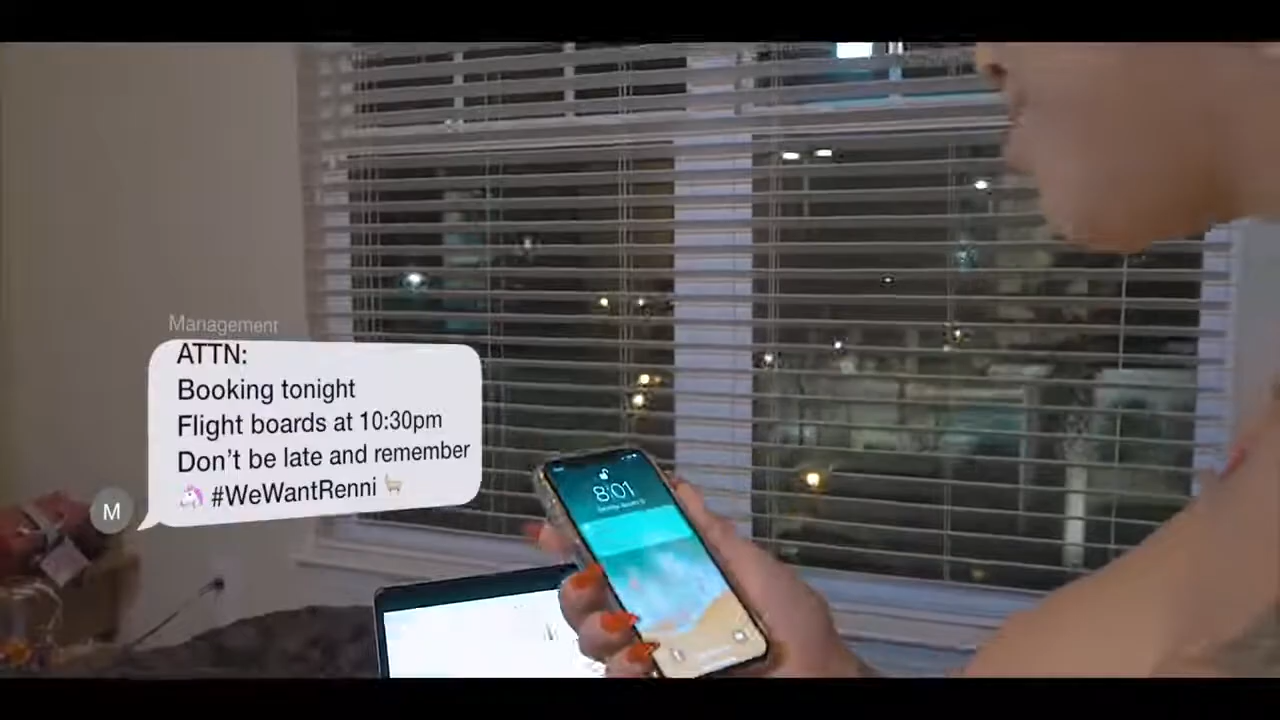 Management
ATTN:
Booking tonight
Flight boards at 10:30pm
Don't be late and remember
🦄 #WeWantRenni 🦙
M
8:01